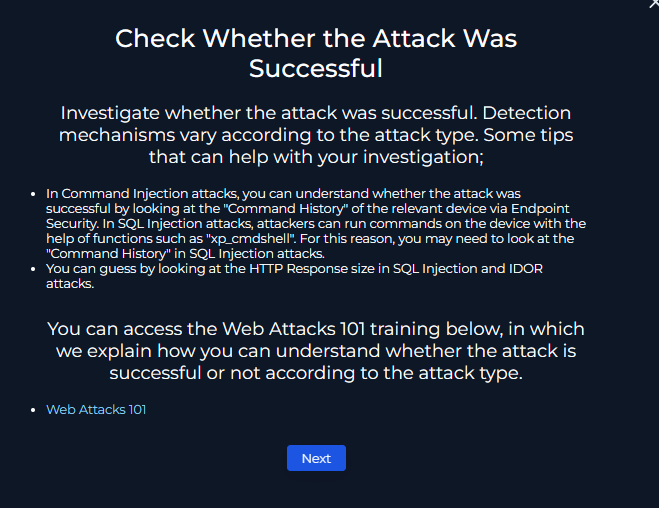 Check Whether the Attack Was
Successful
Investigate whether the attack was successful. Detection
mechanisms vary according to the attack type. Some tips
that can help with your investigation;
In Command Injection attacks, you can understand whether the attack was
successful by looking at the "Command History" of the relevant device via Endpoint
Security. In SQL Injection attacks, attackers can run commands on the device with the
help of functions such as "xp_cmdshell". For this reason, you may need to look at the
"Command History" in SQL Injection attacks.
You can guess by looking at the HTTP Response size in SQL Injection and IDOR
attacks.
You can access the Web Attacks 101 training below, in which
we explain how you can understand whether the attack is
successful or not according to the attack type.
Web Attacks 101
Next